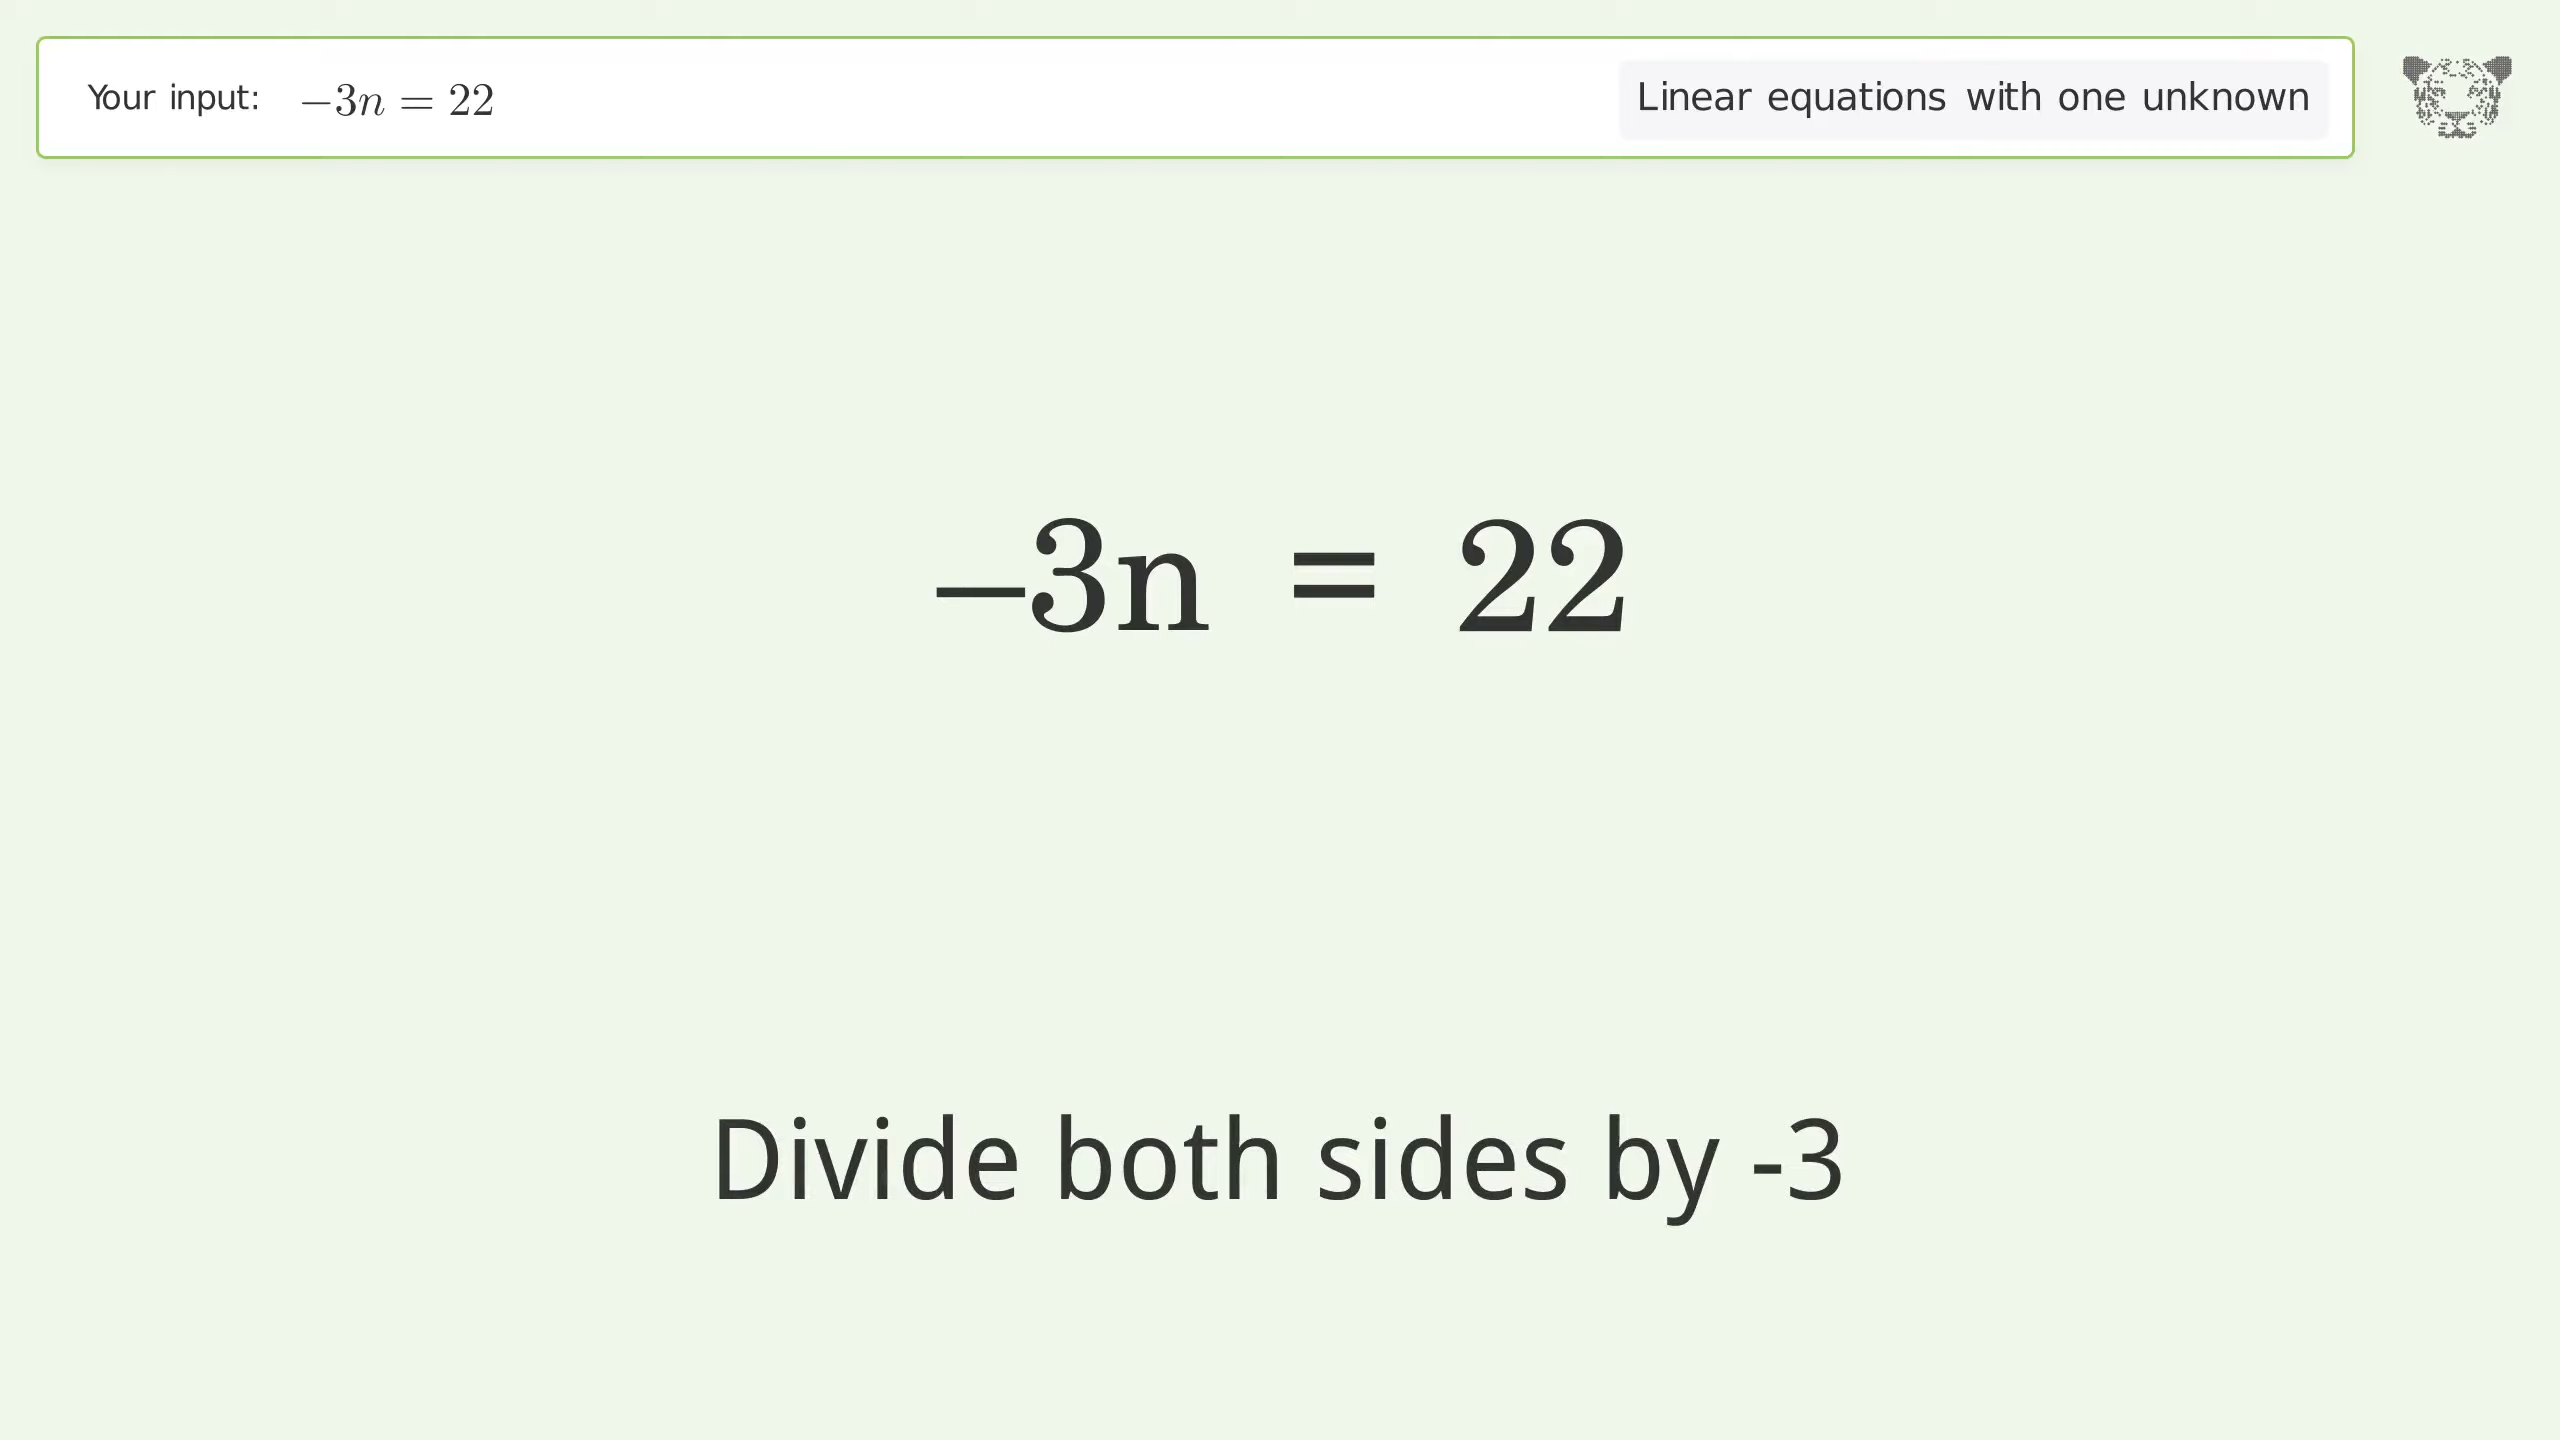 Your input: −3n = 22
Linear equations with one unknown
−3n = 22
Divide both sides by -3